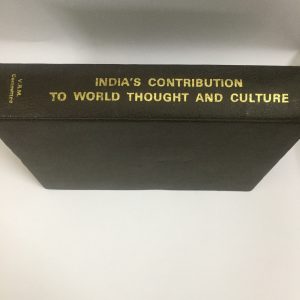 INDIA'S CONTRIBUTION
TO WORLD THOUGHT AND CULTURE
V.R.M.